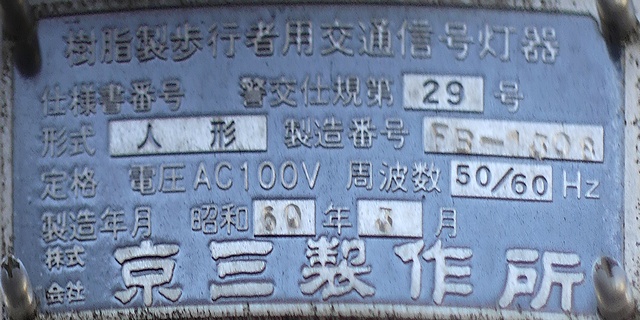 樹脂製歩行者用交通信号灯器
仕様書番号 警交仕規第 29 号
形式 人形 製造番号
定格 電圧AC100V 周波数 50/60 Hz
製造年月 昭和 60 年 月
株式会社 京三製作所